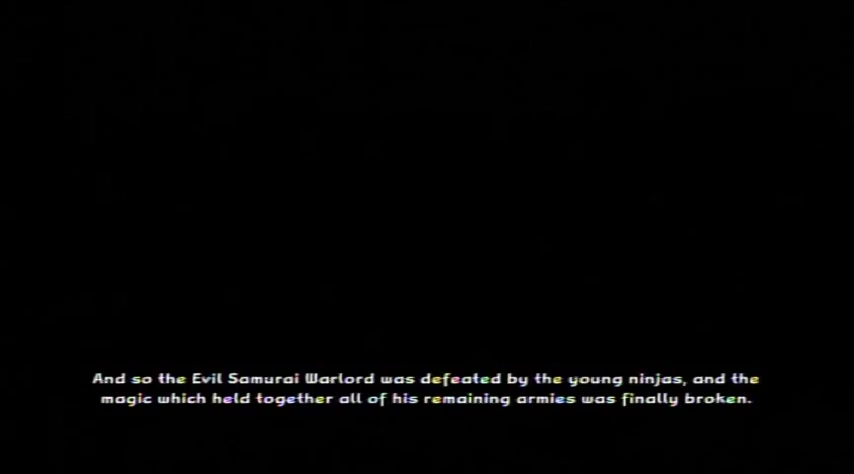 And so the Evil Samurai Warlord was defeated by the young ninjas, and the
magic which held together all of his remaining armies was finally broken.